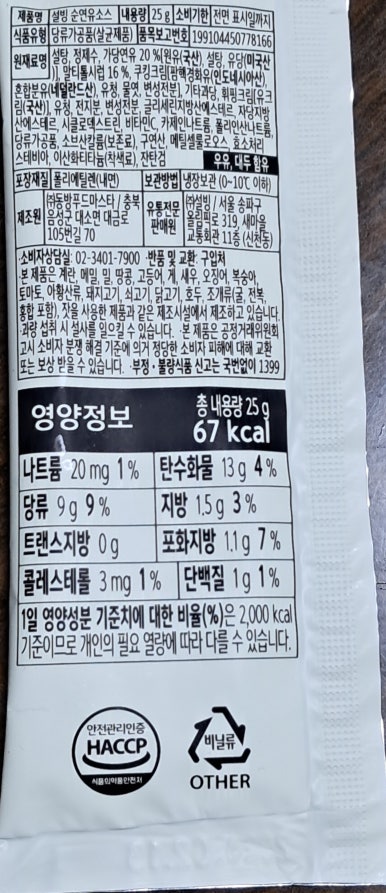 제품명 설빙 순연유소스 내용량 25 g 소비기한 전면 표시일까지
식품유형 당류가공품(살균제품) 품목보고번호 199104450778166
원재료명 설탕, 정제수, 가당연유 20 %[원유(국산), 설탕, 유당(미국산
)], 말티톨시럽 16 %, 쿠킹크림[팜핵경화유(인도네시아산),
혼합분유(네덜란드산), 유청, 물엿, 변성전분], 기타과당, 휘핑크림[유크
림(국산)], 유청, 전지분, 변성전분, 글리세린지방산에스테르, 자당지방
산에스테르, 시클로덱스트린, 비타민C, 카제인나트륨, 폴리인산나트륨,
당류가공품, 소브산칼륨(보존료), 구연산, 메틸셀룰로오스, 효소처리
스테비아, 이산화티타늄(착색료), 잔탄검 우유, 대두 함유
포장재질 폴리에틸렌(내면) 보관방법 냉장보관 (0~10℃ 이하)
제조원 ㈜동방푸드마스타 / 충북
음성군 대소면 대금로
105번길 70
유통전문
판매원 ㈜설빙 / 서울 송파구
올림픽로 319, 새마을
교통회관 11층 (신천동)
·소비자상담실: 02-3401-7900 ·반품 및 교환: 구입처
·본 제품은 계란 메밀, 밀, 땅콩, 고등어, 게, 새우, 오징어, 복숭아,
토마토, 아황산류, 돼지고기, 쇠고기, 닭고기, 호두, 조개류(굴, 전복,
홍합 포함), 잣을 사용한 제품과 같은 제조시설에서 제조하고 있습니다.
·과량 섭취 시 설사를 일으킬 수 있습니다. ·본 제품은 공정거래위원회
고시 소비자 분쟁 해결 기준에 의거 정당한 소비자 피해에 대해 교환
또는 보상 받을 수 있습니다. ·부정·불량식품 신고는 국번없이 1399
영양정보 총 내용량 25 g
67 kcal
나트륨 20 mg 1 % 탄수화물 13 g 4 %
당류 9 g 9 % 지방 1.5 g 3 %
트랜스지방 0 g 포화지방 1.1 g 7 %
콜레스테롤 3 mg 1 % 단백질 1 g 1 %
1일 영양성분 기준치에 대한 비율(%)은 2,000 kcal
기준이므로 개인의 필요 열량에 따라 다를 수 있습니다.
안전관리인증
HACCP
식품의약품안전처
비닐류
OTHER